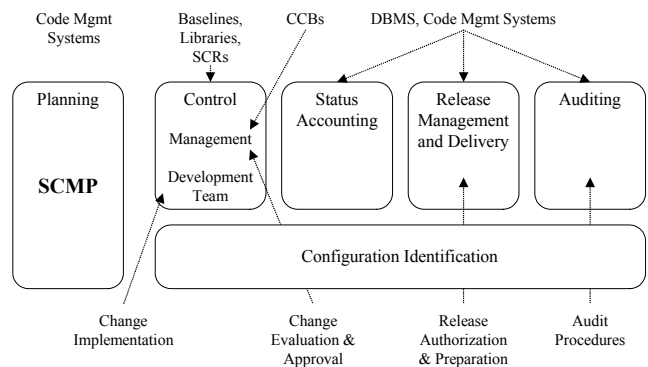 Code Mgmt
Systems
Baselines,
Libraries,
SCRs
CCBs
DBMS, Code Mgmt Systems
Planning
SCMP
Control
Management
Development
Team
Status
Accounting
Release
Management
and Delivery
Auditing
Configuration Identification
Change
Implementation
Change
Evaluation &
Approval
Release
Authorization
& Preparation
Audit
Procedures